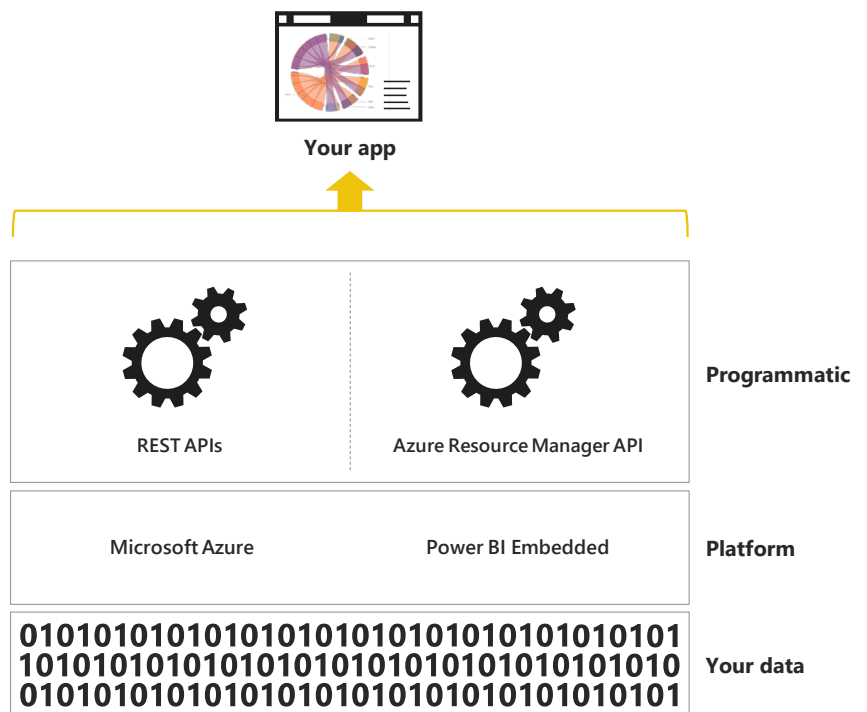 Your app
REST APIs
Azure Resource Manager API
Programmatic
Microsoft Azure
Power BI Embedded
Platform
010101010101010101010101010101010101
101010101010101010101010101010101010
010101010101010101010101010101010101
Your data